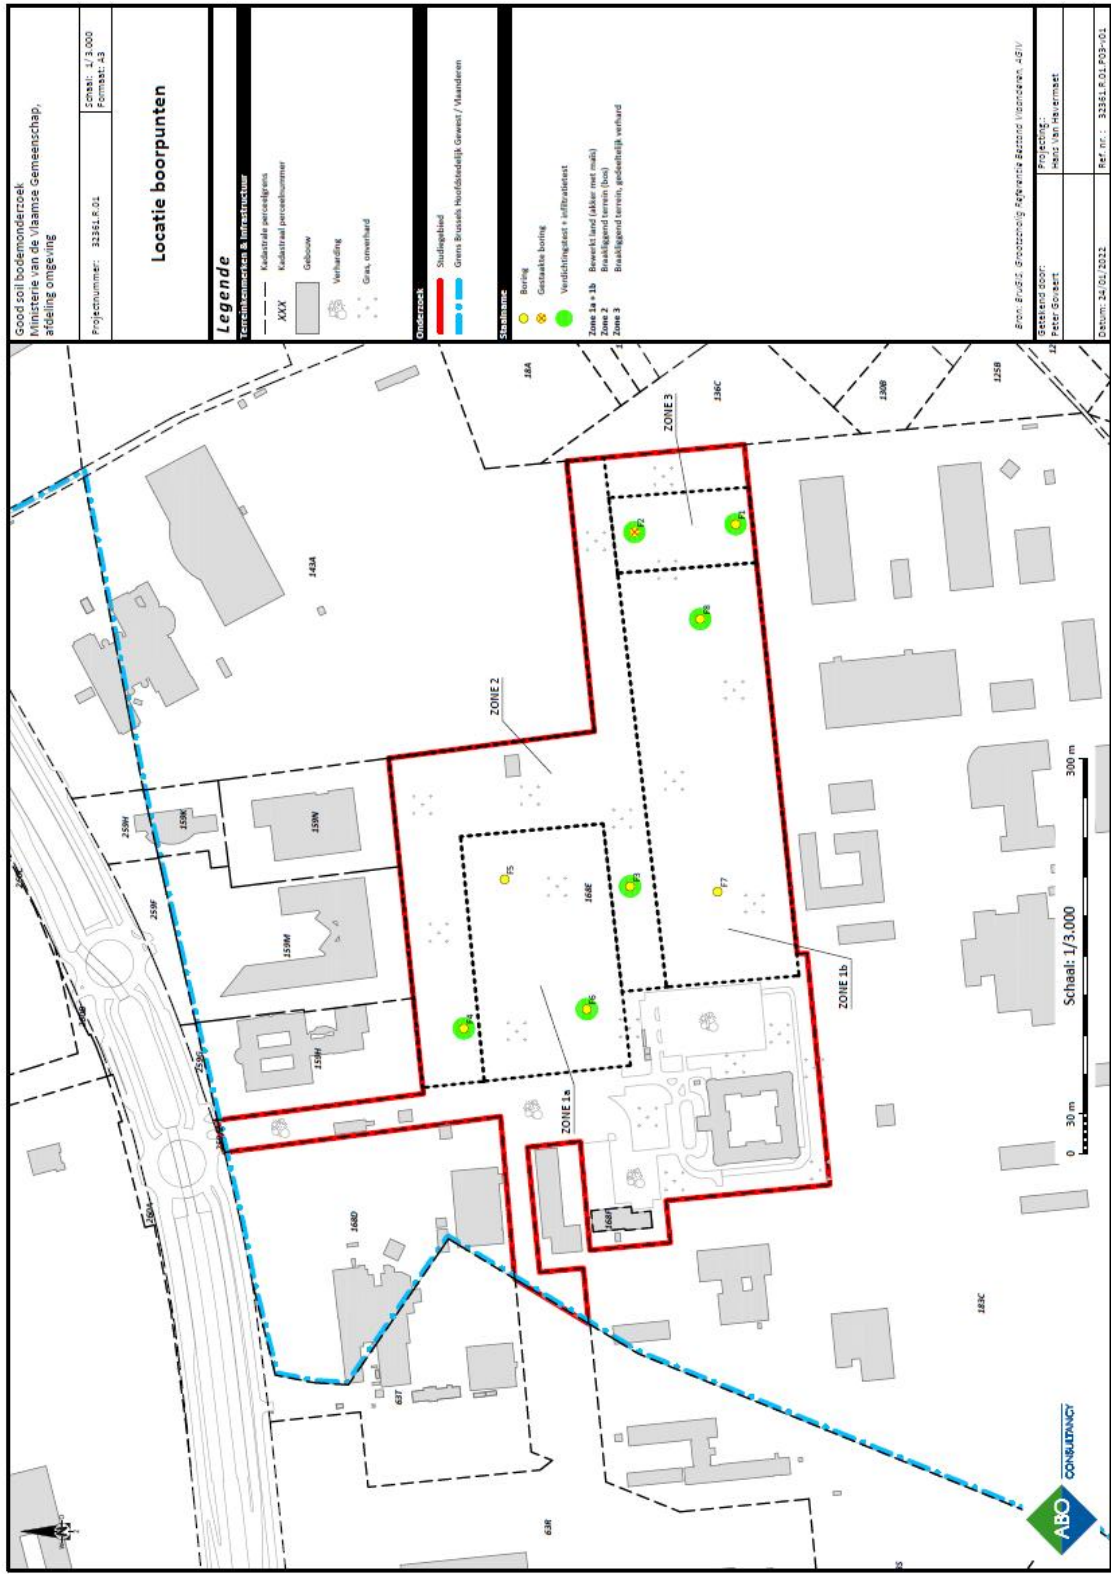 Good soil bodemonderzoek
Ministerie van de Vlaamse Gemeenschap,
afdeling omgeving
Projectnummer: 32361.R.01
Schaal: 1/ 3.000
Formaat: A3
Locatie boorpunten
Legende
Terreinkenmerken & Infrastructuur
Kadastrale perceelgrens
XXX Kadastraal perceelnummer
Gebouw
Verharding
Gras, onverhard
Onderzoek
Studiegebied
Grens Brussels Hoofdstedelijk Gewest / Vlaanderen
Staalname
Boring
Gestaakte boring
Verdichtingstest + infiltratietest
Zone 1a + 1b Bewerkt land (akker met maïs)
Zone 2 Braakliggend terrein (bos)
Zone 3 Braakliggend terrein, gedeeltelijk verhard
Bron: BruGIS, Grootschalig Referentie Bestand Vlaanderen, AGIV
Getekend door:
Peter Govaert
Projecting.:
Hans Van Havermaet
Datum: 24/01/2022
Ref. nr.: 32361.R.01.P03-v01
18A
136C
130B
125B
143A
ZONE 3
F2
F1
F8
ZONE 2
259H
159K
159N
259F
159M
159H
259G
260A
F5
168E
F3
F7
F4
F6
ZONE 1a
ZONE 1b
168D
168F
63T
63R
183C
0 30 m 300 m
Schaal: 1/3.000
N
ABO
CONSULTANCY